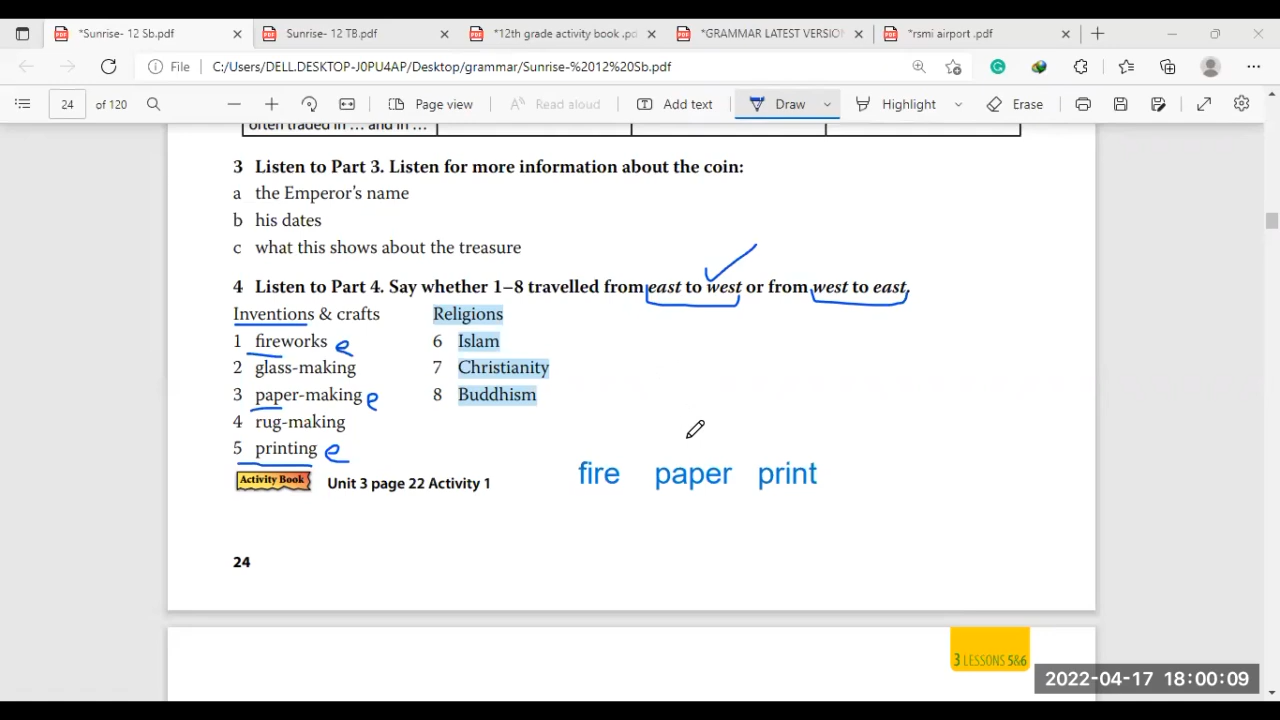 *Sunrise- 12 Sb.pdf
Sunrise- 12 TB.pdf
*12th grade activity book .pd
*GRAMMAR LATEST VERSION
*rsmi airport .pdf
File C:/Users/DELL.DESKTOP-J0PU4AP/Desktop/grammar/Sunrise-%2012%20Sb.pdf
24 of 120 Page view Read aloud Add text Draw Highlight Erase
often traded in … and in …
3 Listen to Part 3. Listen for more information about the coin:
a the Emperor’s name
b his dates
c what this shows about the treasure
4 Listen to Part 4. Say whether 1–8 travelled from east to west or from west to east.
Inventions & crafts
1 fireworks e
2 glass-making
3 paper-making e
4 rug-making
5 printing e
Religions
6 Islam
7 Christianity
8 Buddhism
fire paper print
Activity Book Unit 3 page 22 Activity 1
24
3 LESSONS 5&6
2022-04-17 18:00:09